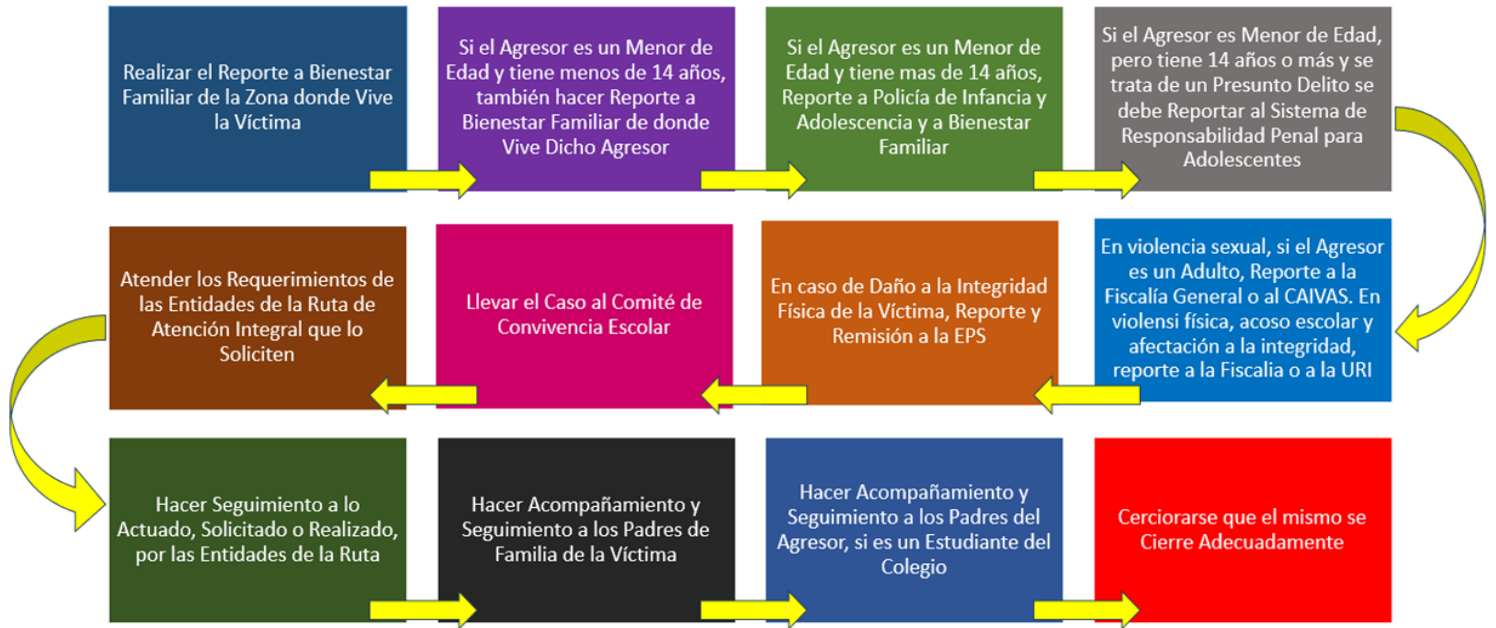 Realizar el Reporte a Bienestar
Familiar de la Zona donde Vive
la Víctima
Si el Agresor es un Menor de
Edad y tiene menos de 14 años,
también hacer Reporte a
Bienestar Familiar de donde
Vive Dicho Agresor
Si el Agresor es un Menor de
Edad y tiene mas de 14 años,
Reporte a Policía de Infancia y
Adolescencia y a Bienestar
Familiar
Si el Agresor es Menor de Edad,
pero tiene 14 años o más y se
trata de un Presunto Delito se
debe Reportar al Sistema de
Responsabilidad Penal para
Adolescentes
En violencia sexual, si el Agresor
es un Adulto, Reporte a la
Fiscalía General o al CAIVAS. En
violensi física, acoso escolar y
afectación a la integridad,
reporte a la Fiscalia o a la URI
En caso de Daño a la Integridad
Física de la Víctima, Reporte y
Remisión a la EPS
Llevar el Caso al Comité de
Convivencia Escolar
Atender los Requerimientos de
las Entidades de la Ruta de
Atención Integral que lo
Soliciten
Hacer Seguimiento a lo
Actuado, Solicitado o Realizado,
por las Entidades de la Ruta
Hacer Acompañamiento y
Seguimiento a los Padres de
Familia de la Víctima
Hacer Acompañamiento y
Seguimiento a los Padres del
Agresor, si es un Estudiante del
Colegio
Cerciorarse que el mismo se
Cierre Adecuadamente